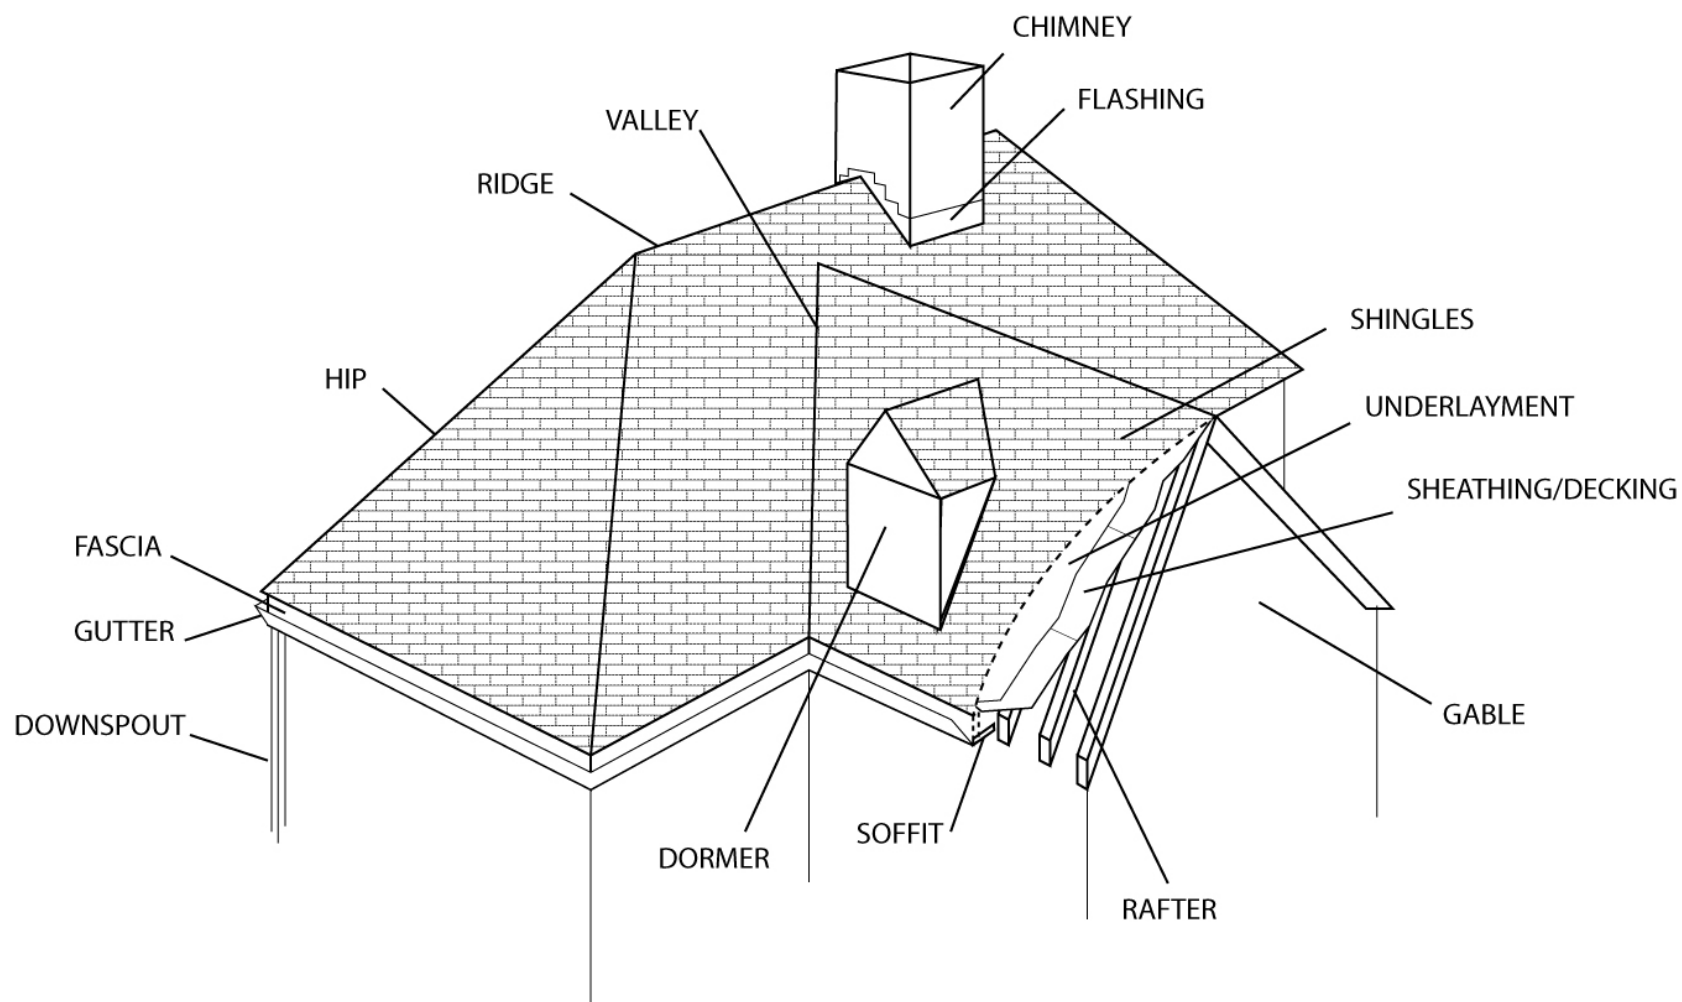 CHIMNEY
FLASHING
VALLEY
RIDGE
SHINGLES
HIP
UNDERLAYMENT
SHEATHING/DECKING
FASCIA
GUTTER
GABLE
DOWNSPOUT
SOFFIT
DORMER
RAFTER